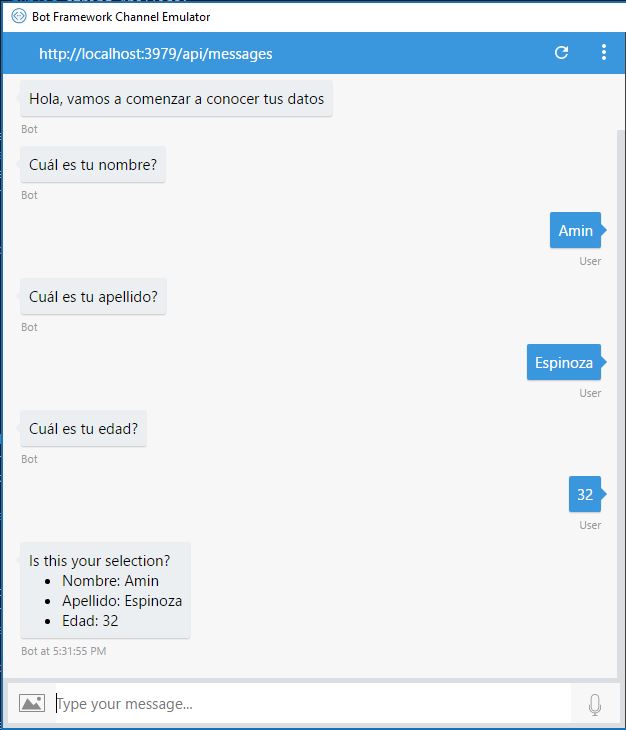 Bot Framework Channel Emulator
http://localhost:3979/api/messages
Hola, vamos a comenzar a conocer tus datos
Bot
Cuál es tu nombre?
Bot
Amin
User
Cuál es tu apellido?
Bot
Espinoza
User
Cuál es tu edad?
Bot
32
User
Is this your selection?
• Nombre: Amin
• Apellido: Espinoza
• Edad: 32
Bot at 5:31:55 PM
Type your message...